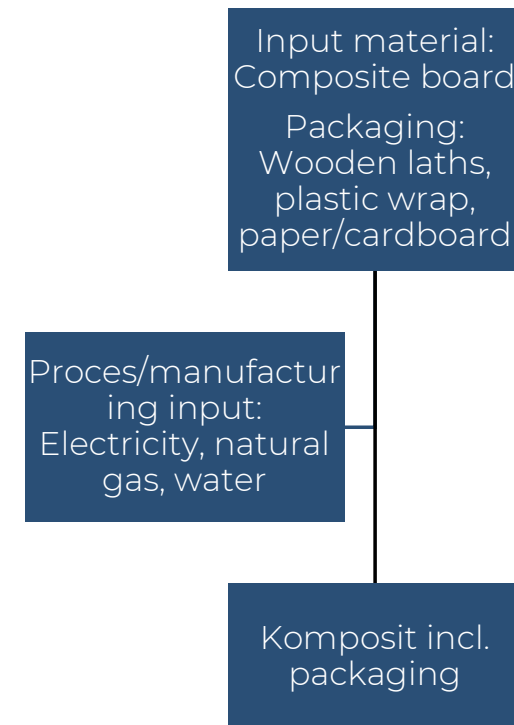 Input material:
Composite board
Packaging:
Wooden laths,
plastic wrap,
paper/cardboard
Proces/manufactur
ing input:
Electricity, natural
gas, water
Komposit incl.
packaging